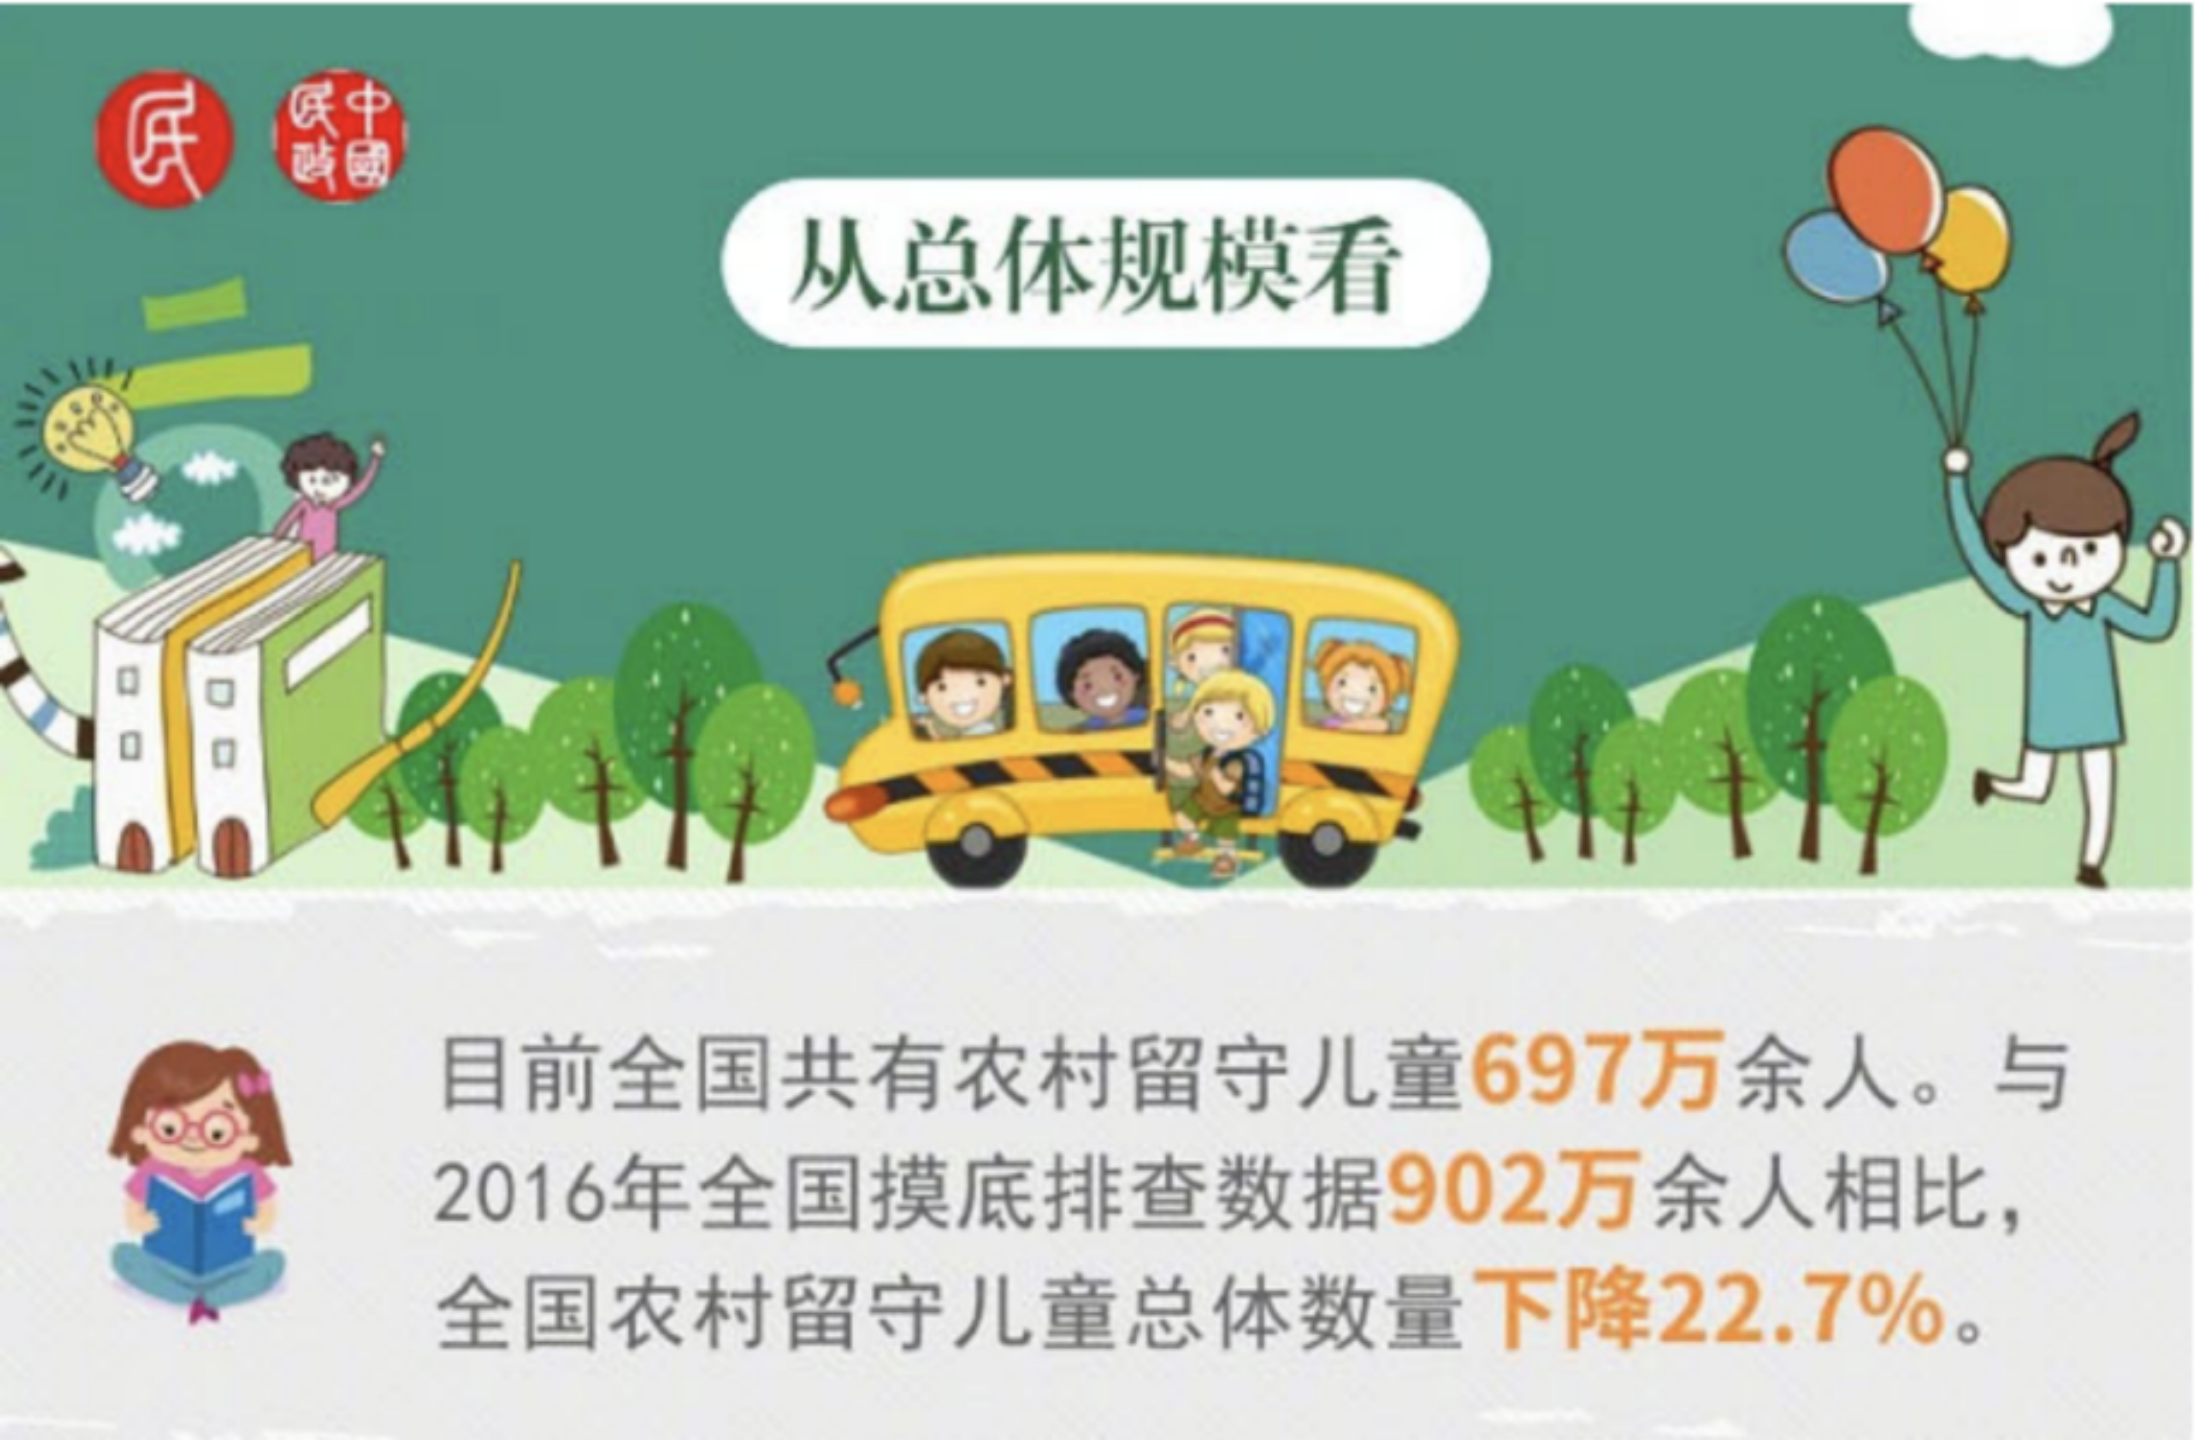 民
中國
民政
从总体规模看
目前全国共有农村留守儿童697万余人。与
2016年全国摸底排查数据902万余人相比，
全国农村留守儿童总体数量下降22.7%。